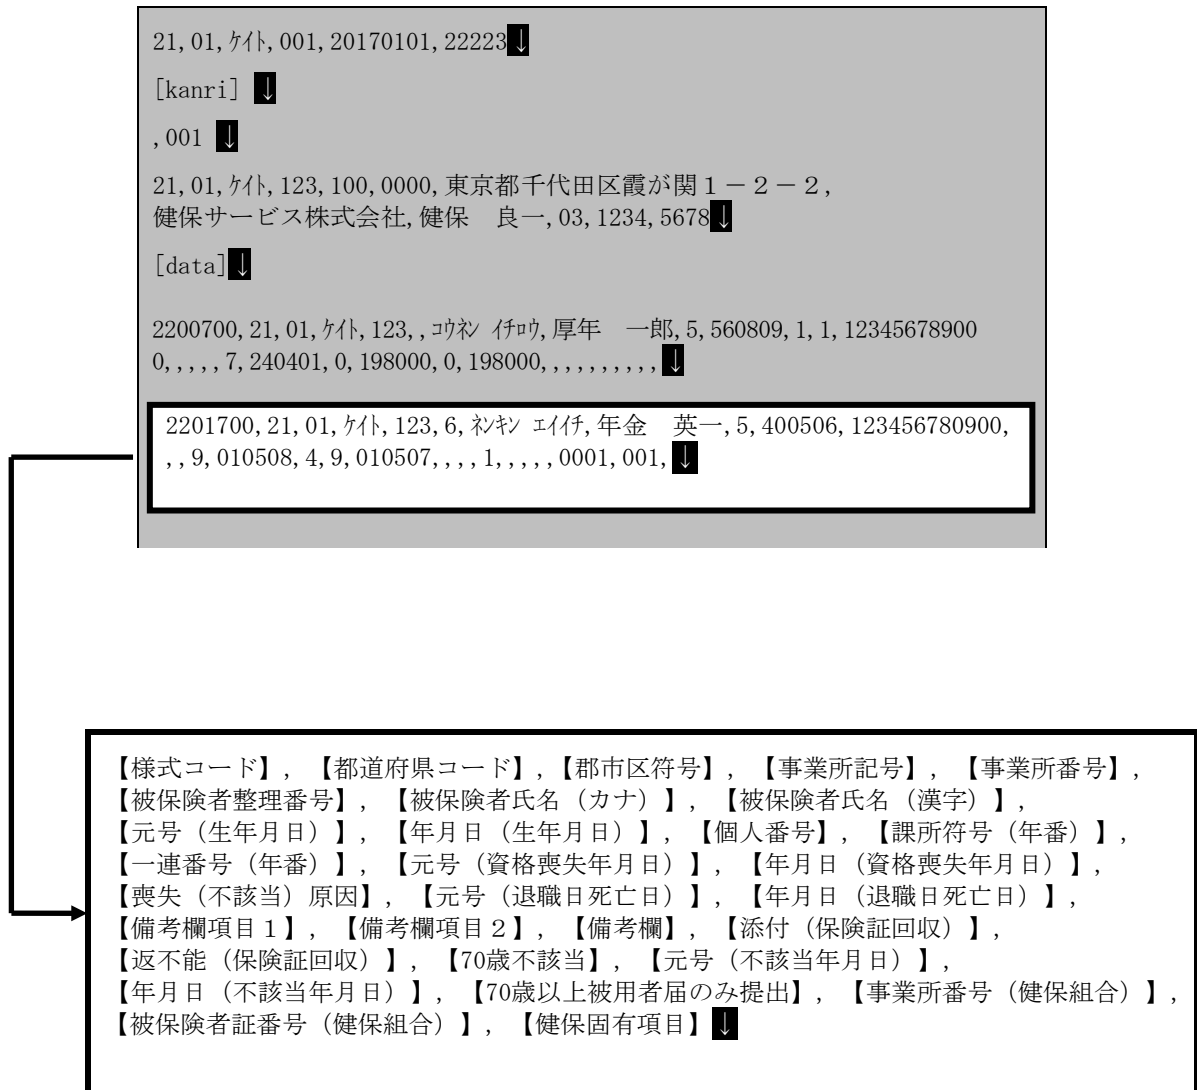 21,01,ｹｲﾄ,001,20170101,22223↓
[kanri] ↓
,001 ↓
21,01,ｹｲﾄ,123,100,0000,東京都千代田区霞が関１－２－２,
健保サービス株式会社,健保　良一,03,1234,5678↓
[data]↓
2200700,21,01,ｹｲﾄ,123,,ｺｳﾈﾝ ｲﾁﾛｳ,厚年　一郎,5,560809,1,1,12345678900
0,,,,,7,240401,0,198000,0,198000,,,,,,,,,,↓
2201700,21,01,ｹｲﾄ,123,6,ﾈﾝｷﾝ ｴｲｲﾁ,年金　英一,5,400506,123456780900,
,,9,010508,4,9,010507,,,,1,,,,,0001,001,↓
【様式コード】，【都道府県コード】,【郡市区符号】，【事業所記号】，【事業所番号】，
【被保険者整理番号】，【被保険者氏名（カナ）】，【被保険者氏名（漢字）】，
【元号（生年月日）】，【年月日（生年月日）】，【個人番号】，【課所符号（年番）】，
【一連番号（年番）】，【元号（資格喪失年月日）】，【年月日（資格喪失年月日）】，
【喪失（不該当）原因】，【元号（退職日死亡日）】，【年月日（退職日死亡日）】，
【備考欄項目１】，【備考欄項目２】，【備考欄】，【添付（保険証回収）】，
【返不能（保険証回収）】，【70歳不該当】，【元号（不該当年月日）】，
【年月日（不該当年月日）】，【70歳以上被用者届のみ提出】，【事業所番号（健保組合）】，
【被保険者証番号（健保組合）】，【健保固有項目】↓